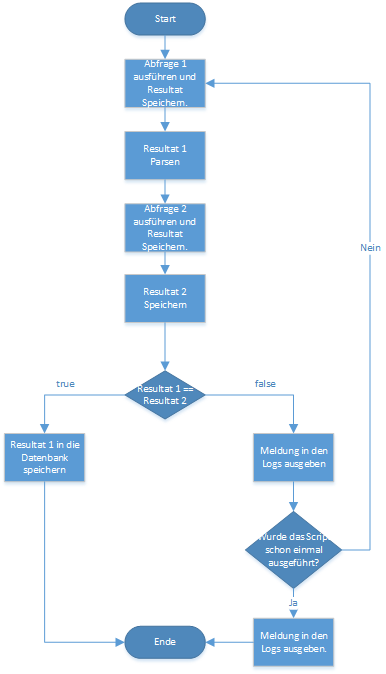 Start
Abfrage 1
ausführen und
Resultat
Speichern.
Resultat 1
Parsen
Abfrage 2
ausführen und
Resultat
Speichern.
Nein
Resultat 2
Speichern
true
false
Resultat 1 ==
Resultat 2
Resultat 1 in die
Datenbank
speichern
Meldung in den
Logs ausgeben
Wurde das Script
schon einmal
ausgeführt?
Ja
Ende
Meldung in den
Logs ausgeben.